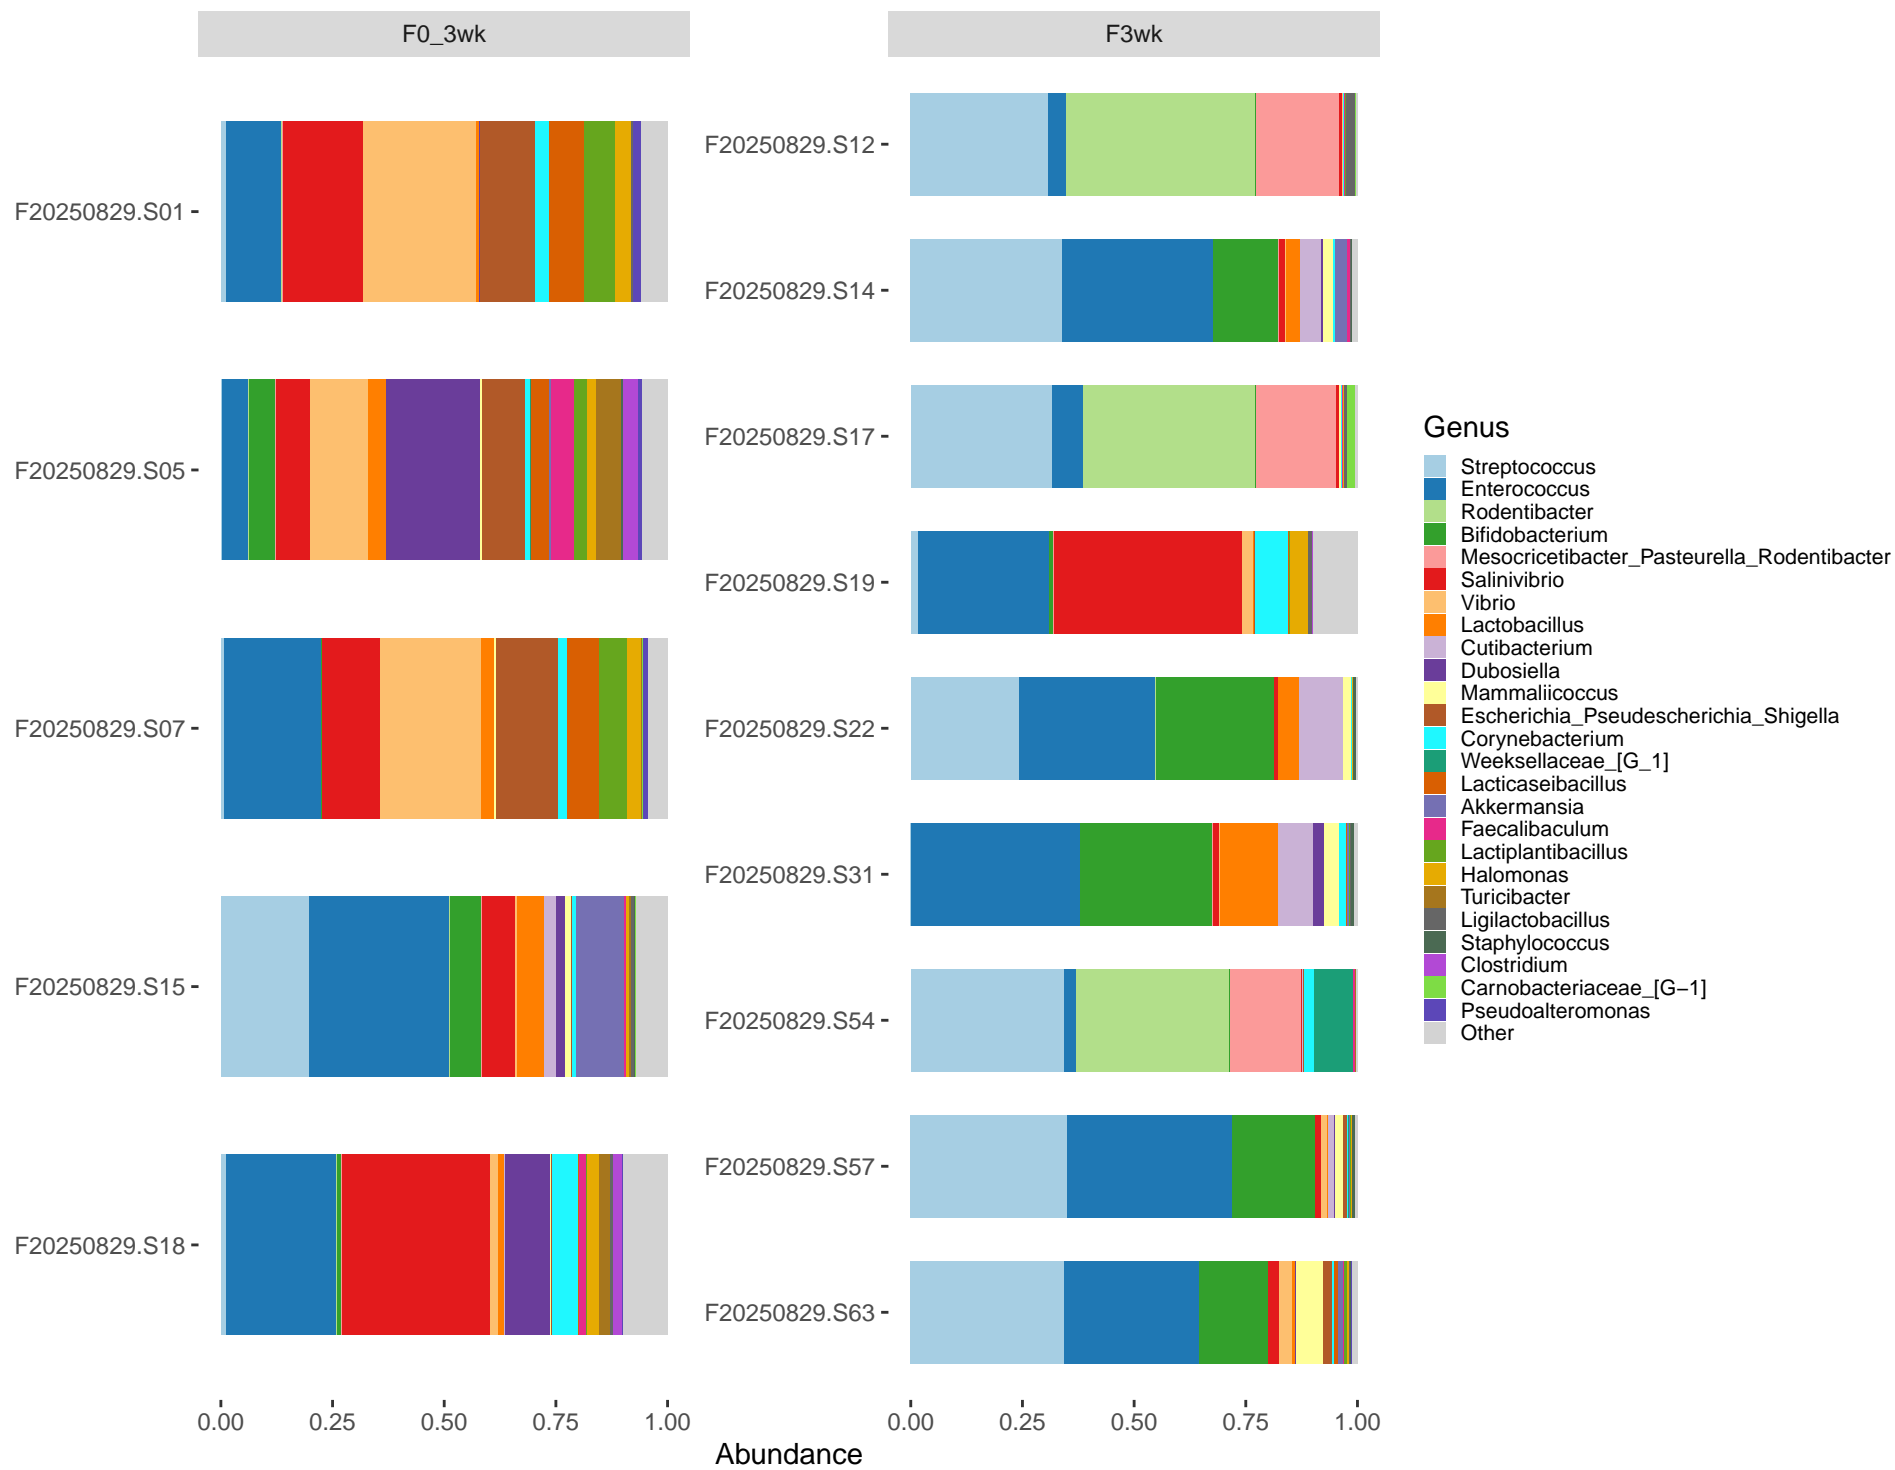 F0_3wk
F20250829.S01
F20250829.S05
F20250829.S07
F20250829.S15
F20250829.S18
0.00 0.25 0.50 0.75 1.00
F3wk
F20250829.S12
F20250829.S14
F20250829.S17
F20250829.S19
F20250829.S22
F20250829.S31
F20250829.S54
F20250829.S57
F20250829.S63
0.00 0.25 0.50 0.75 1.00
Abundance
Genus
Streptococcus
Enterococcus
Rodentibacter
Bifidobacterium
Mesocricetibacter_Pasteurella_Rodentibacter
Salinivibrio
Vibrio
Lactobacillus
Cutibacterium
Dubosiella
Mammaliicoccus
Escherichia_Pseudescherichia_Shigella
Corynebacterium
Weeksellaceae_[G_1]
Lacticaseibacillus
Akkermansia
Faecalibaculum
Lactiplantibacillus
Halomonas
Turicibacter
Ligilactobacillus
Staphylococcus
Clostridium
Carnobacteriaceae_[G−1]
Pseudoalteromonas
Other